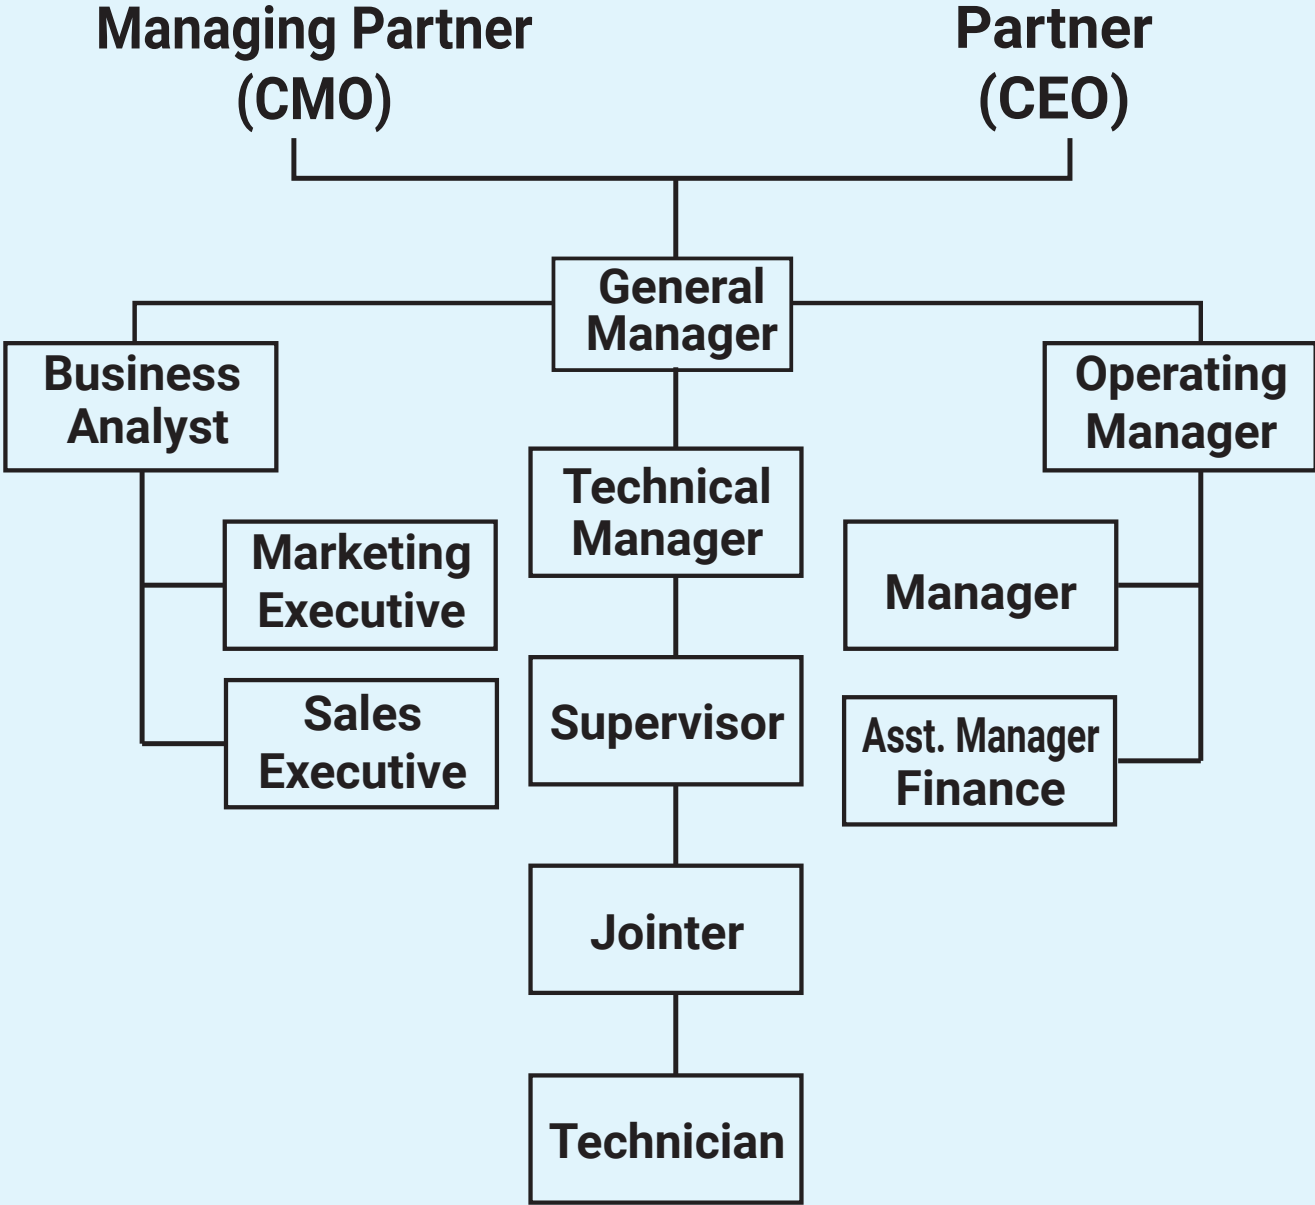 Managing Partner
(CMO)
Partner
(CEO)
General
Manager
Business
Analyst
Operating
Manager
Technical
Manager
Marketing
Executive
Manager
Sales
Executive
Supervisor
Asst. Manager
Finance
Jointer
Technician